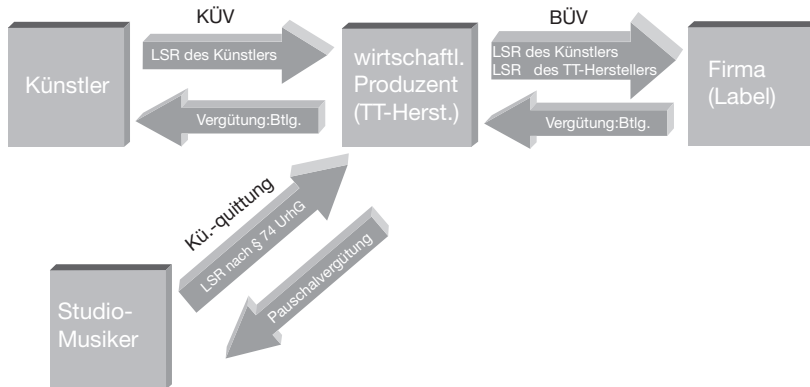 KÜV
BÜV
Künstler
LSR des Künstlers
Vergütung:Btlg.
wirtschaftl.
Produzent
(TT-Herst.)
LSR des Künstlers
LSR des TT-Herstellers
Vergütung:Btlg.
Firma
(Label)
Kü.-quittung
LSR nach § 74 UrhG
Pauschalvergütung
Studio-
Musiker